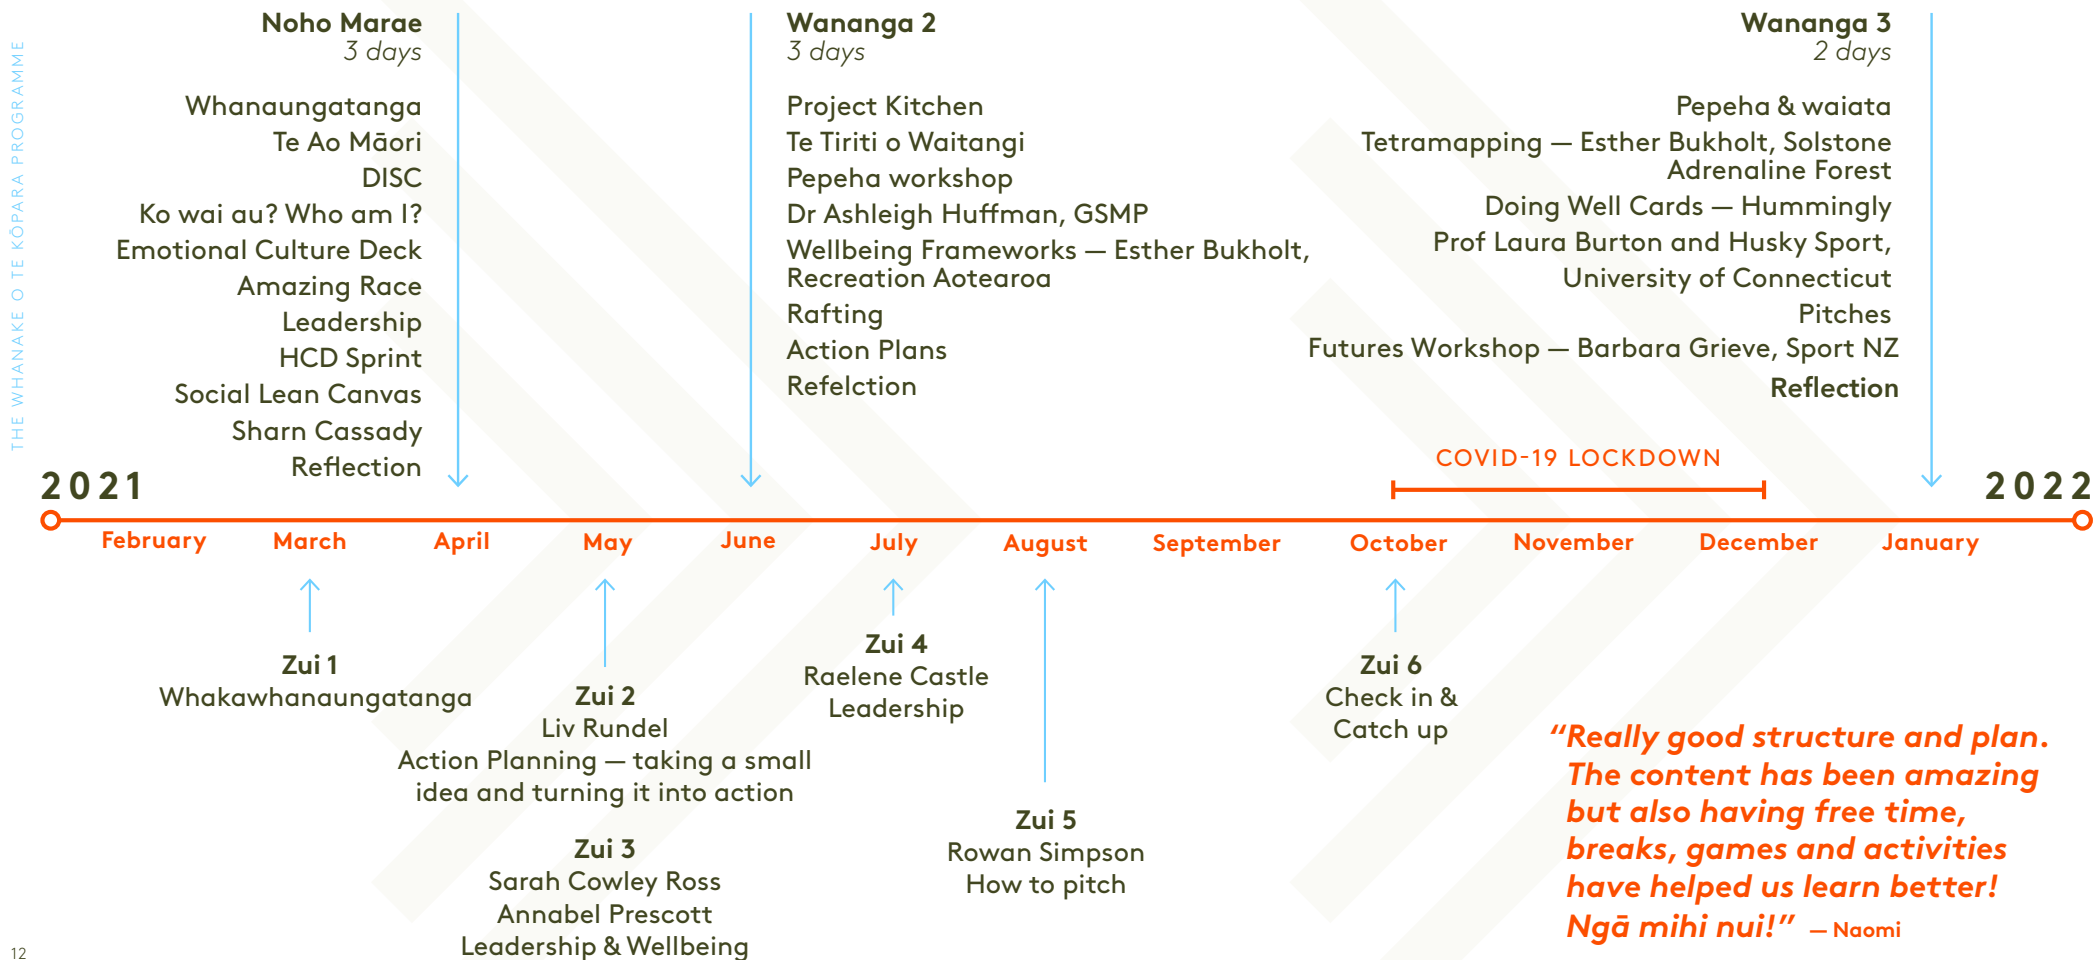 THE WHANAKE O TE KŌPARA PROGRAMME
Noho Marae
3 days
Whanaungatanga
Te Ao Māori
DISC
Ko wai au? Who am I?
Emotional Culture Deck
Amazing Race
Leadership
HCD Sprint
Social Lean Canvas
Sharn Cassady
Reflection
Wananga 2
3 days
Project Kitchen
Te Tiriti o Waitangi
Pepeha workshop
Dr Ashleigh Huffman, GSMP
Wellbeing Frameworks — Esther Bukholt,
Recreation Aotearoa
Rafting
Action Plans
Refelction
Wananga 3
2 days
Pepeha & waiata
Tetramapping — Esther Bukholt, Solstone
Adrenaline Forest
Doing Well Cards — Hummingly
Prof Laura Burton and Husky Sport,
University of Connecticut
Pitches
Futures Workshop — Barbara Grieve, Sport NZ
Reflection
COVID-19 LOCKDOWN
2021
2022
February
March
April
May
June
July
August
September
October
November
December
January
Zui 1
Whakawhanaungatanga
Zui 2
Liv Rundel
Action Planning — taking a small
idea and turning it into action
Zui 3
Sarah Cowley Ross
Annabel Prescott
Leadership & Wellbeing
Zui 4
Raelene Castle
Leadership
Zui 5
Rowan Simpson
How to pitch
Zui 6
Check in &
Catch up
“Really good structure and plan.
The content has been amazing
but also having free time,
breaks, games and activities
have helped us learn better!
Ngā mihi nui!” — Naomi
12